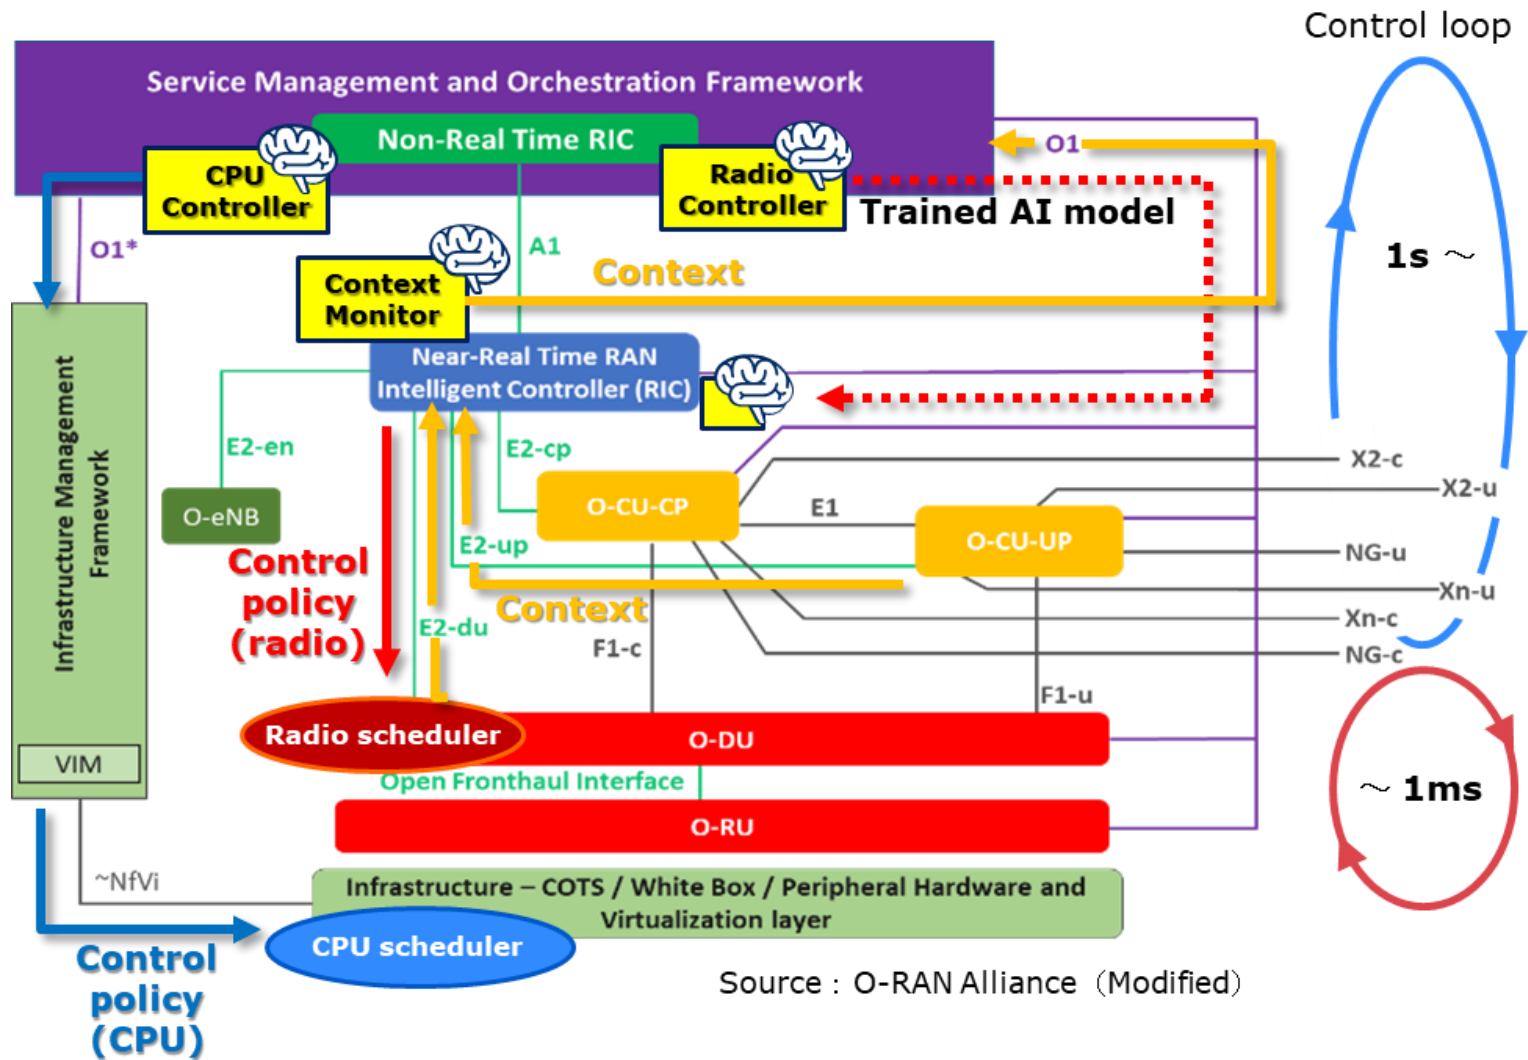 Control loop
Service Management and Orchestration Framework
Non-Real Time RIC
CPU
Controller
Radio
Controller
O1
Trained AI model
O1*
A1
Context
Context
Monitor
1s ～
Near-Real Time RAN
Intelligent Controller (RIC)
Infrastructure Management
Framework
E2-en
E2-cp
X2-c
X2-u
O-eNB
O-CU-CP
E1
O-CU-UP
E2-up
NG-u
Control
policy
(radio)
Context
Xn-u
Xn-c
E2-du
F1-c
NG-c
F1-u
Radio scheduler
O-DU
VIM
Open Fronthaul Interface
～ 1ms
O-RU
~NfVi
Infrastructure – COTS / White Box / Peripheral Hardware and
Virtualization layer
CPU scheduler
Control
policy
(CPU)
Source : O-RAN Alliance（Modified）